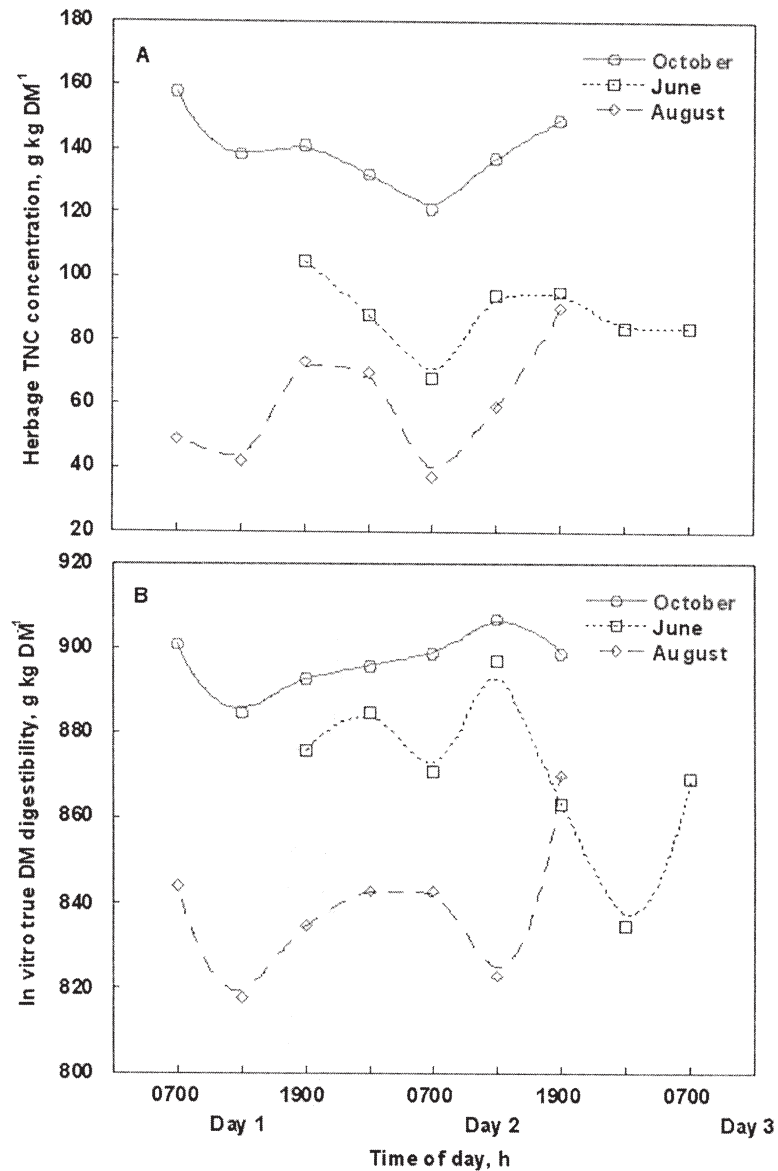 A
October
June
August
Herbage TNC concentration, g kg DM⁻¹
180
160
140
120
100
80
60
40
20
B
October
June
August
In vitro true DM digestibility, g kg DM⁻¹
920
900
880
860
840
820
800
0700 1900 0700 1900 0700
Day 1 Day 2 Day 3
Time of day, h